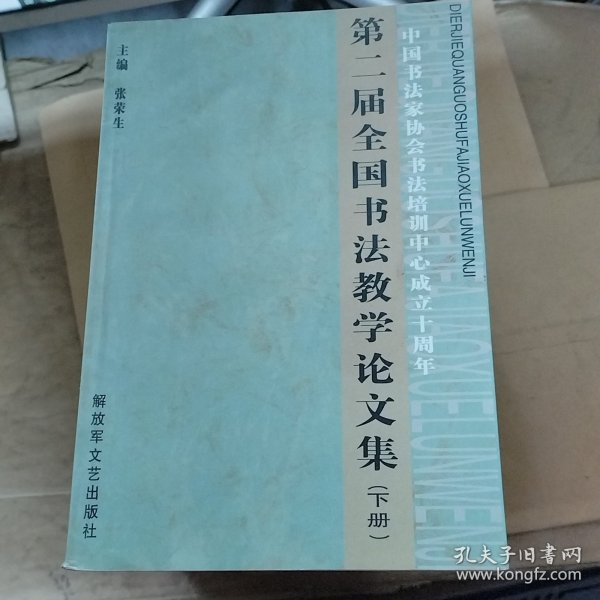 DIERJIEQUANGUOSHUFAJIAOXUELUNWENJI
中国书法家协会书法培训中心成立十周年
第二届全国书法教学论文集(下册)
主编 张荣生
解放军文艺出版社
孔夫子旧书网
www.kongfz.com